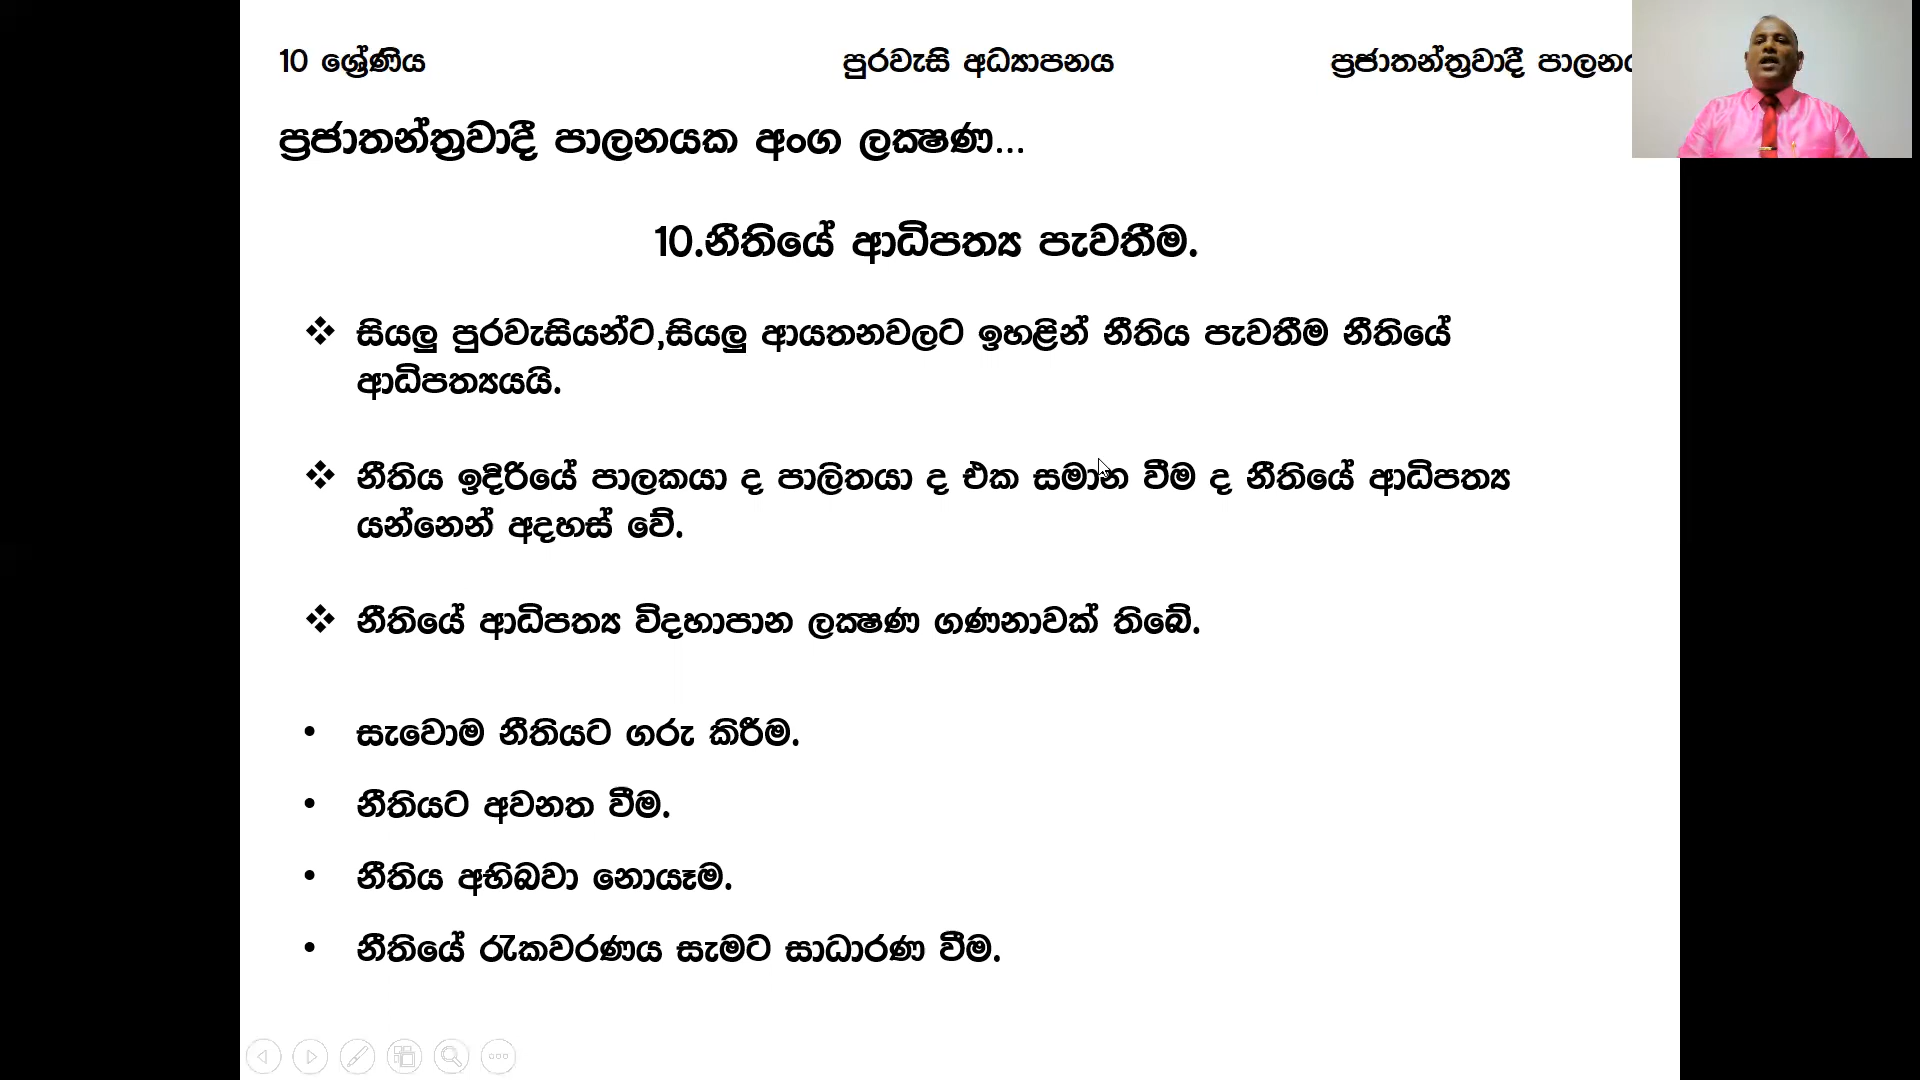 10 ශ්‍රේණිය
පුරවැසි අධ්‍යාපනය
ප්‍රජාතන්ත්‍රවාදී
ප්‍රජාතන්ත්‍රවාදී පාලනයක අංග ලක්‍ෂණ...
10.නීතියේ ආධිපත්‍ය පැවතීම.
❖ සියලු පුරවැසියන්ට,සියලු ආයතනවලට ඉහළින් නීතිය පැවතීම නීතියේ
ආධිපත්‍යයයි.
❖ නීතිය ඉදිරියේ පාලකයා ද පාලිතයා ද එක සමාන වීම ද නීතියේ ආධිපත්‍ය
යන්නෙන් අදහස් වේ.
❖ නීතියේ ආධිපත්‍ය විදහාපාන ලක්‍ෂණ ගණනාවක් තිබේ.
• සැවොම නීතියට ගරු කිරීම.
• නීතියට අවනත වීම.
• නීතිය අභිබවා නොයෑම.
• නීතියේ රැකවරණය සැමට සාධාරණ වීම.